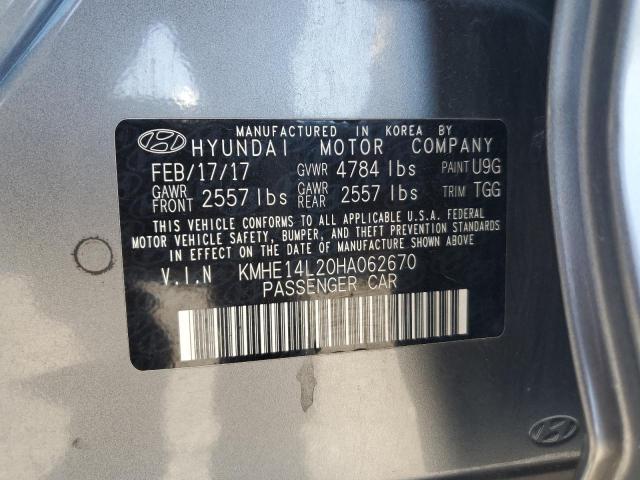 MANUFACTURED IN KOREA BY
HYUNDAI MOTOR COMPANY
FEB/17/17 GVWR 4784 lbs PAINT U9G
GAWR FRONT 2557 lbs GAWR REAR 2557 lbs TRIM TGG
THIS VEHICLE CONFORMS TO ALL APPLICABLE U.S.A. FEDERAL
MOTOR VEHICLE SAFETY, BUMPER, AND THEFT PREVENTION STANDARDS
IN EFFECT ON THE DATE OF MANUFACTURE SHOWN ABOVE.
V.I.N KMHE14L20HA062670
PASSENGER CAR